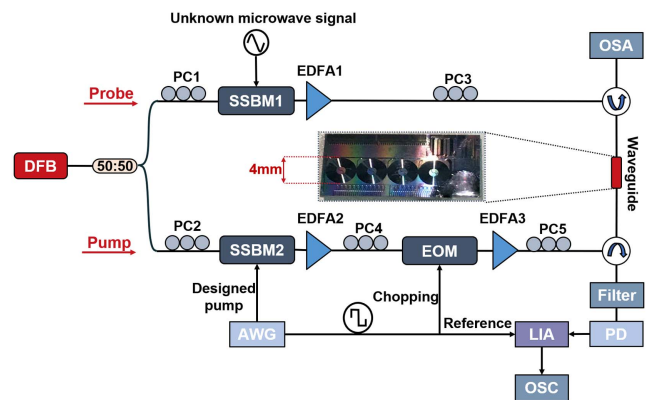 Unknown microwave signal
OSA
PC1
EDFA1
PC3
Probe
SSBM1
DFB
50:50
4mm
Waveguide
PC2
EDFA2
PC4
EDFA3
PC5
Pump
SSBM2
EOM
Designed
pump
Chopping
Filter
AWG
Reference
LIA
PD
OSC